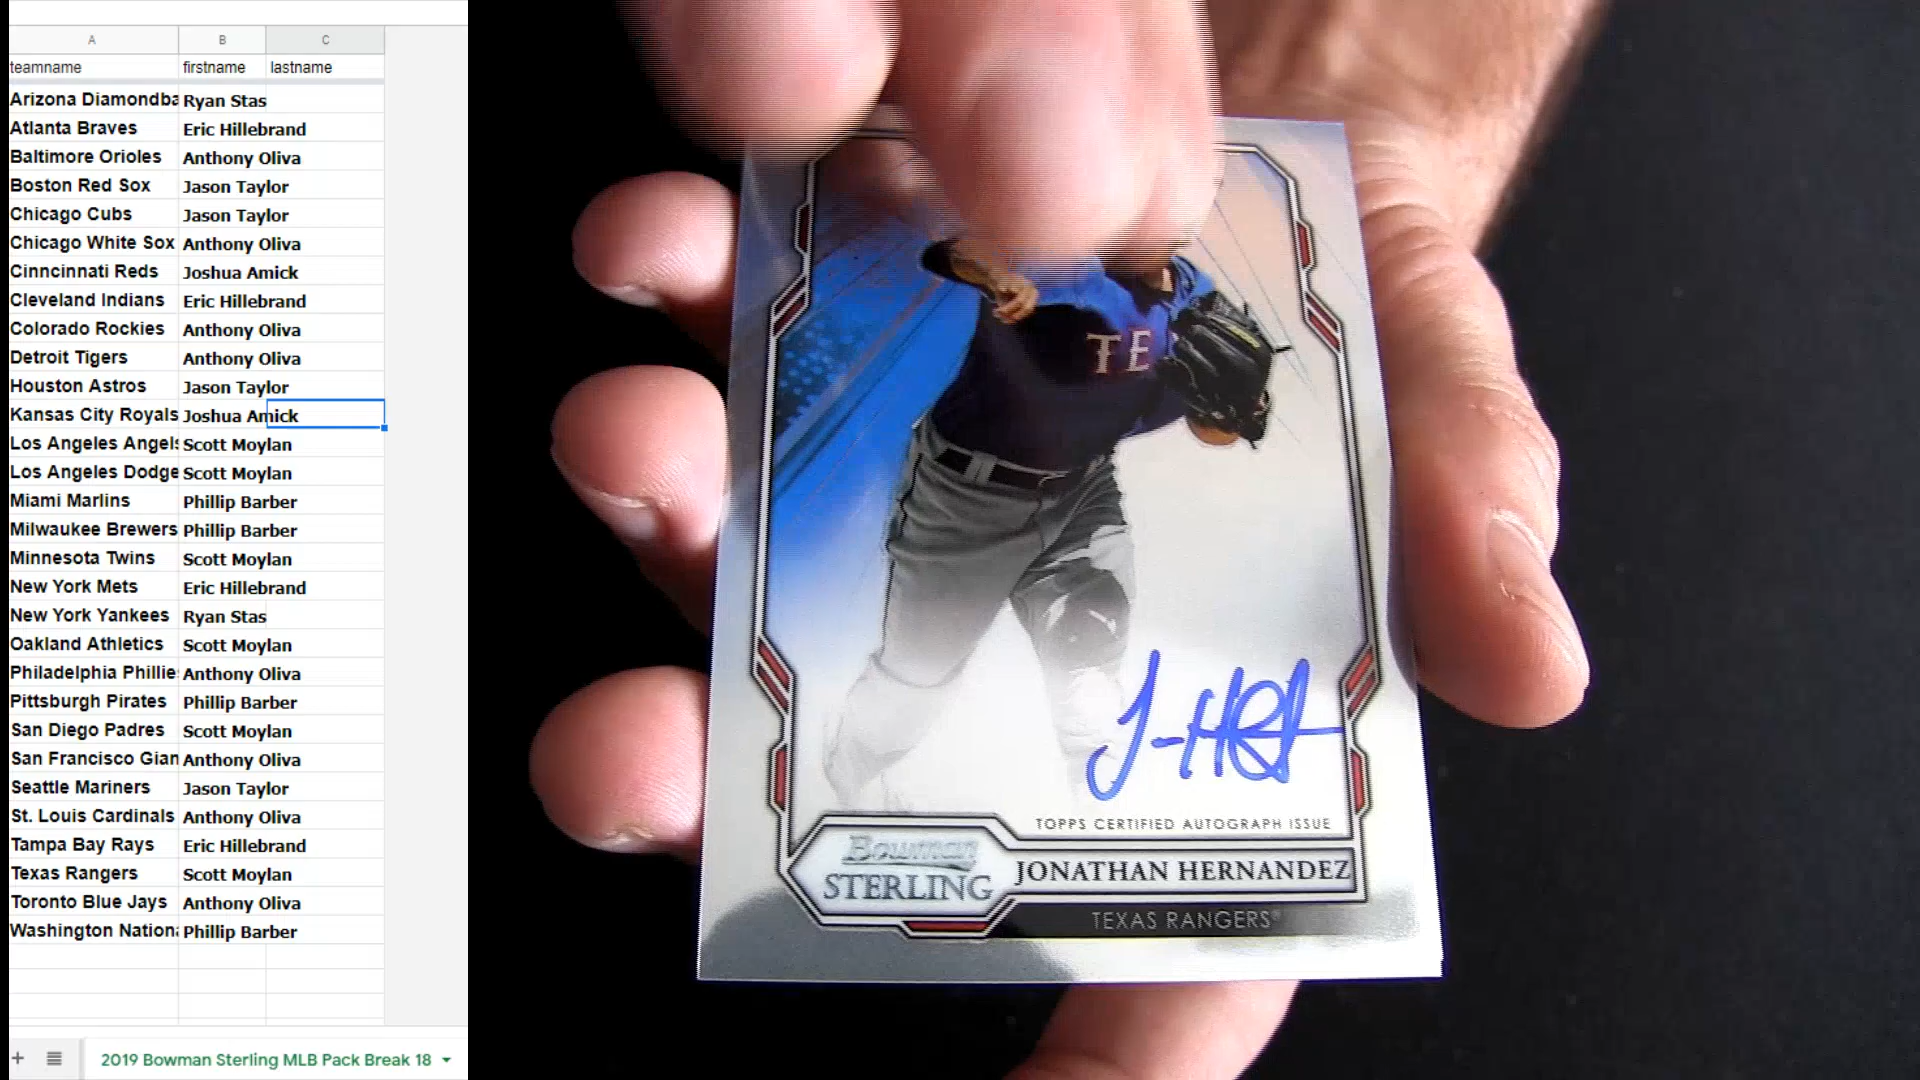 A B C
teamname firstname lastname
Arizona Diamondba Ryan Stas
Atlanta Braves Eric Hillebrand
Baltimore Orioles Anthony Oliva
Boston Red Sox Jason Taylor
Chicago Cubs Jason Taylor
Chicago White Sox Anthony Oliva
Cinncinnati Reds Joshua Amick
Cleveland Indians Eric Hillebrand
Colorado Rockies Anthony Oliva
Detroit Tigers Anthony Oliva
Houston Astros Jason Taylor
Kansas City Royals Joshua Amick
Los Angeles Angels Scott Moylan
Los Angeles Dodge Scott Moylan
Miami Marlins Phillip Barber
Milwaukee Brewers Phillip Barber
Minnesota Twins Scott Moylan
New York Mets Eric Hillebrand
New York Yankees Ryan Stas
Oakland Athletics Scott Moylan
Philadelphia Phillie Anthony Oliva
Pittsburgh Pirates Phillip Barber
San Diego Padres Scott Moylan
San Francisco Gian Anthony Oliva
Seattle Mariners Jason Taylor
St. Louis Cardinals Anthony Oliva
Tampa Bay Rays Eric Hillebrand
Texas Rangers Scott Moylan
Toronto Blue Jays Anthony Oliva
Washington Nationa Phillip Barber
2019 Bowman Sterling MLB Pack Break 18
TE
TOPPS CERTIFIED AUTOGRAPH ISSUE
Bowman
STERLING
JONATHAN HERNANDEZ
TEXAS RANGERS